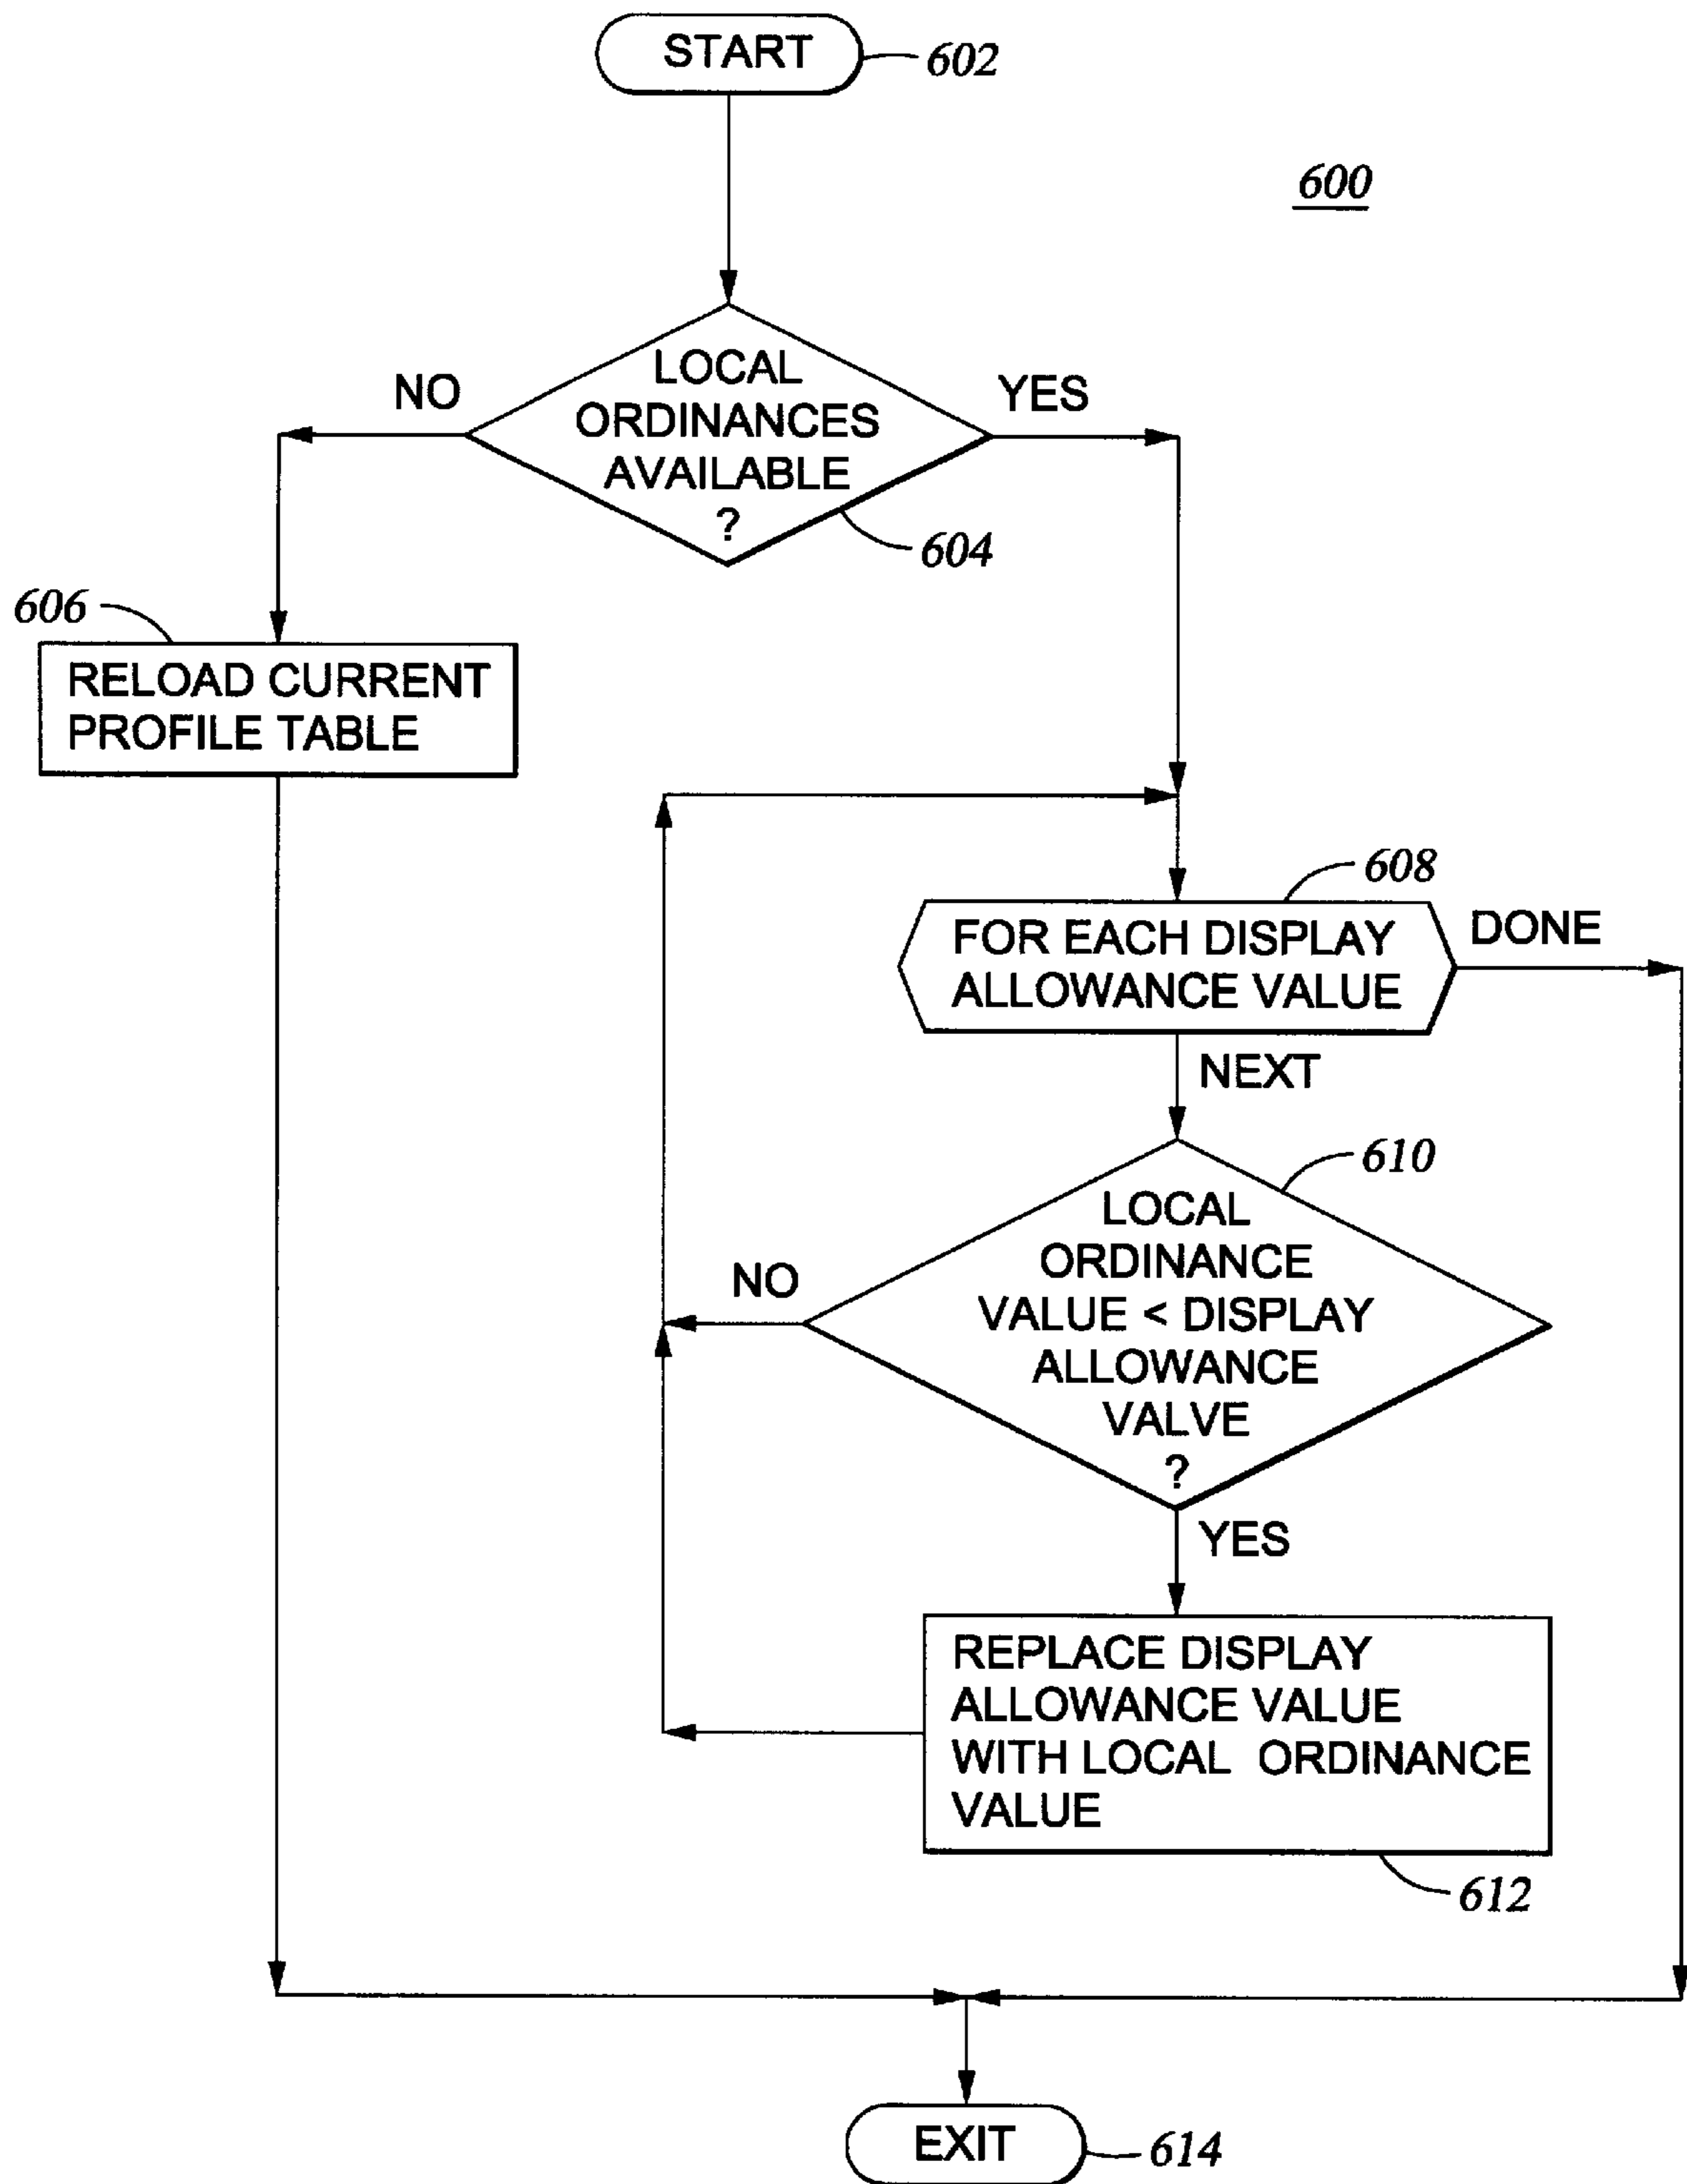 START
602
600
LOCAL
ORDINANCES
AVAILABLE
?
NO
YES
604
606
RELOAD CURRENT
PROFILE TABLE
608
FOR EACH DISPLAY
ALLOWANCE VALUE
DONE
NEXT
610
LOCAL
ORDINANCE
VALUE < DISPLAY
ALLOWANCE
VALVE
?
NO
YES
REPLACE DISPLAY
ALLOWANCE VALUE
WITH LOCAL ORDINANCE
VALUE
612
EXIT
614